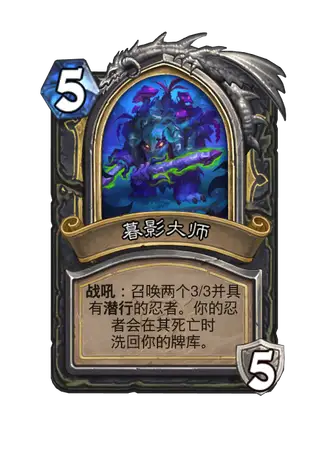 5
暮影大师
战吼：召唤两个3/3并具
有潜行的忍者。你的忍
者会在其死亡时
洗回你的牌库。
5